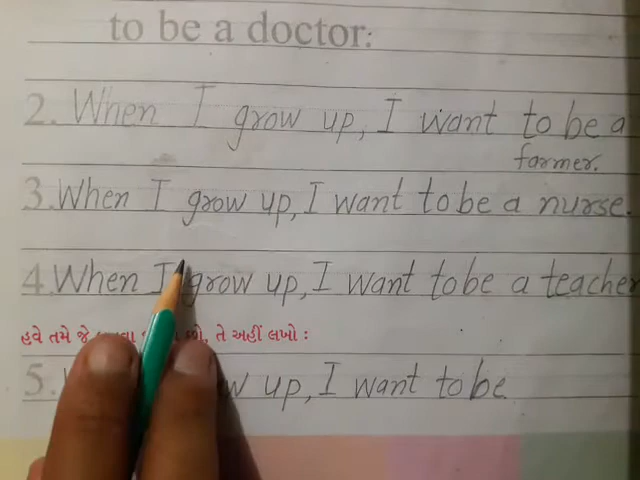 to be a doctor.
2. When I grow up, I want to be a
farmer.
3. When I grow up, I want to be a nurse.
4. When I grow up, I want to be a teacher
હવે તમે જે છો, તે અહીં લખો :
5. up, I want to be